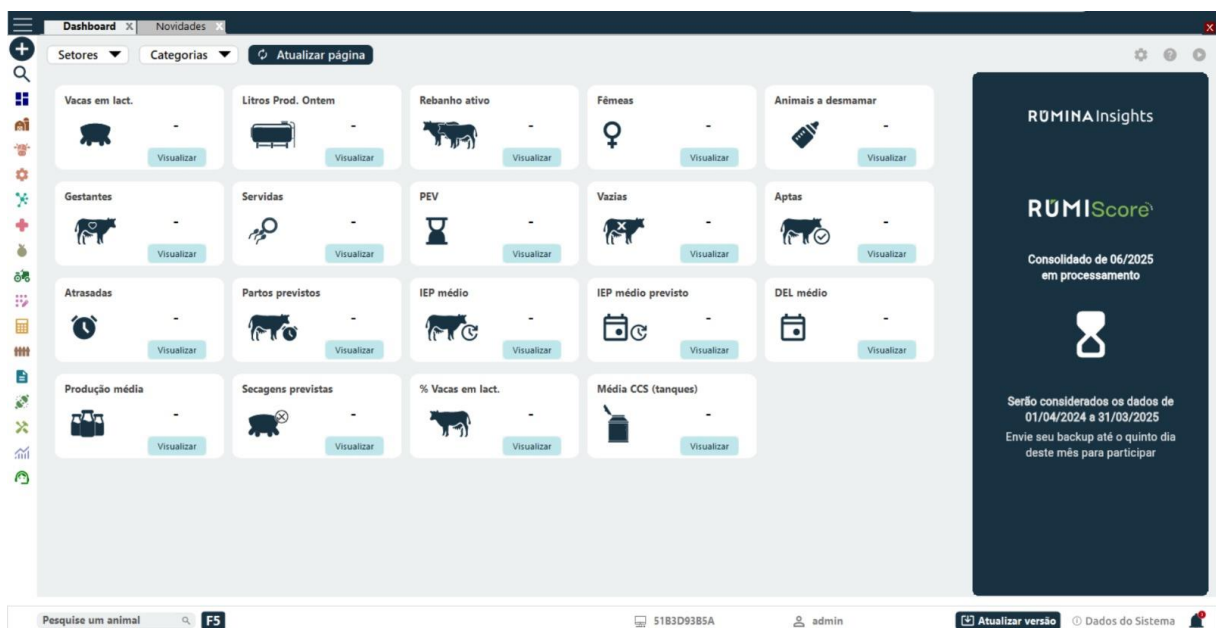 Dashboard X Novidades X
X
Setores Categorias Atualizar página
Vacas em lact. Litros Prod. Ontem Rebanho ativo Fêmeas Animais a desmamar
- - - - -
Visualizar Visualizar Visualizar Visualizar Visualizar
Gestantes Servidas PEV Vazias Aptas
- - - - -
Visualizar Visualizar Visualizar Visualizar Visualizar
Atrasadas Partos previstos IEP médio IEP médio previsto DEL médio
- - - - -
Visualizar Visualizar Visualizar Visualizar Visualizar
Produção média Secagens previstas % Vacas em lact. Média CCS (tanques)
- - - -
Visualizar Visualizar Visualizar Visualizar
RÚMINA Insights
RÚMIScore
Consolidado de 06/2025
em processamento
Serão considerados os dados de
01/04/2024 a 31/03/2025
Envie seu backup até o quinto dia
deste mês para participar
Pesquise um animal F5 51B3D93B5A admin Atualizar versão Dados do Sistema